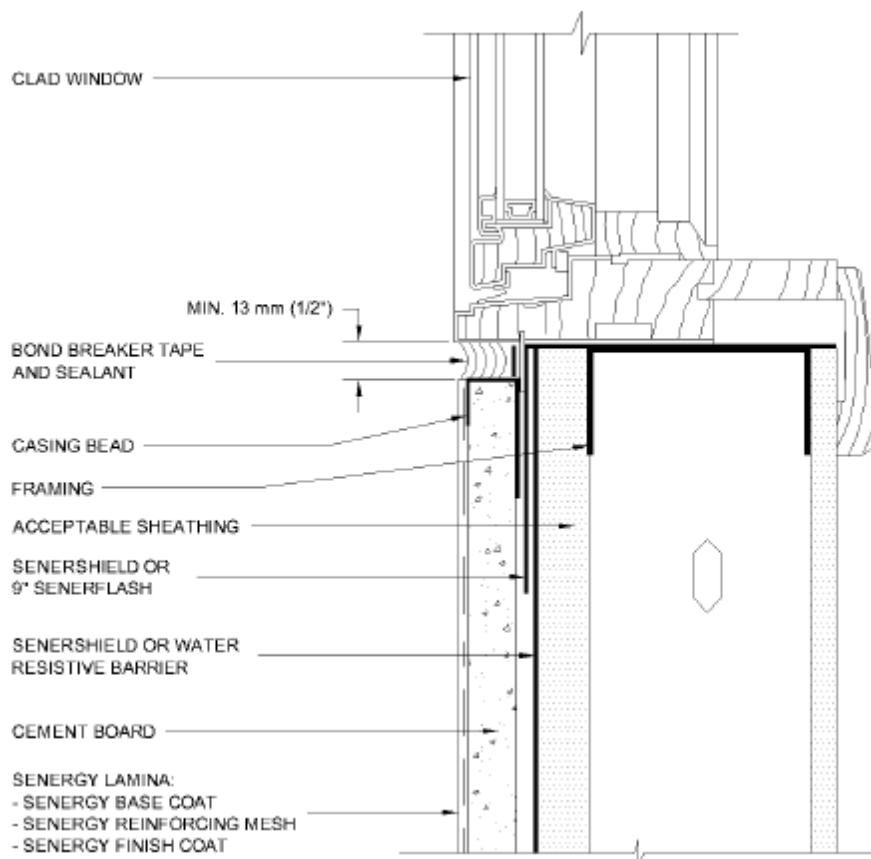 CLAD WINDOW
MIN. 13 mm (1/2")
BOND BREAKER TAPE
AND SEALANT
CASING BEAD
FRAMING
ACCEPTABLE SHEATHING
SENERSHIELD OR
9" SENERFLASH
SENERSHIELD OR WATER
RESISTIVE BARRIER
CEMENT BOARD
SENERGY LAMINA:
- SENERGY BASE COAT
- SENERGY REINFORCING MESH
- SENERGY FINISH COAT